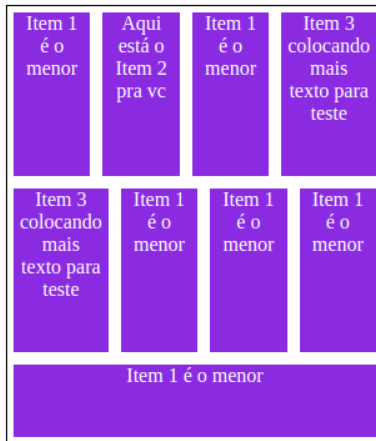 Item 1
é o
menor
Aqui
está o
Item 2
pra vc
Item 1
é o
menor
Item 3
colocando
mais
texto para
teste
Item 3
colocando
mais
texto para
teste
Item 1
é o
menor
Item 1
é o
menor
Item 1
é o
menor
Item 1 é o menor